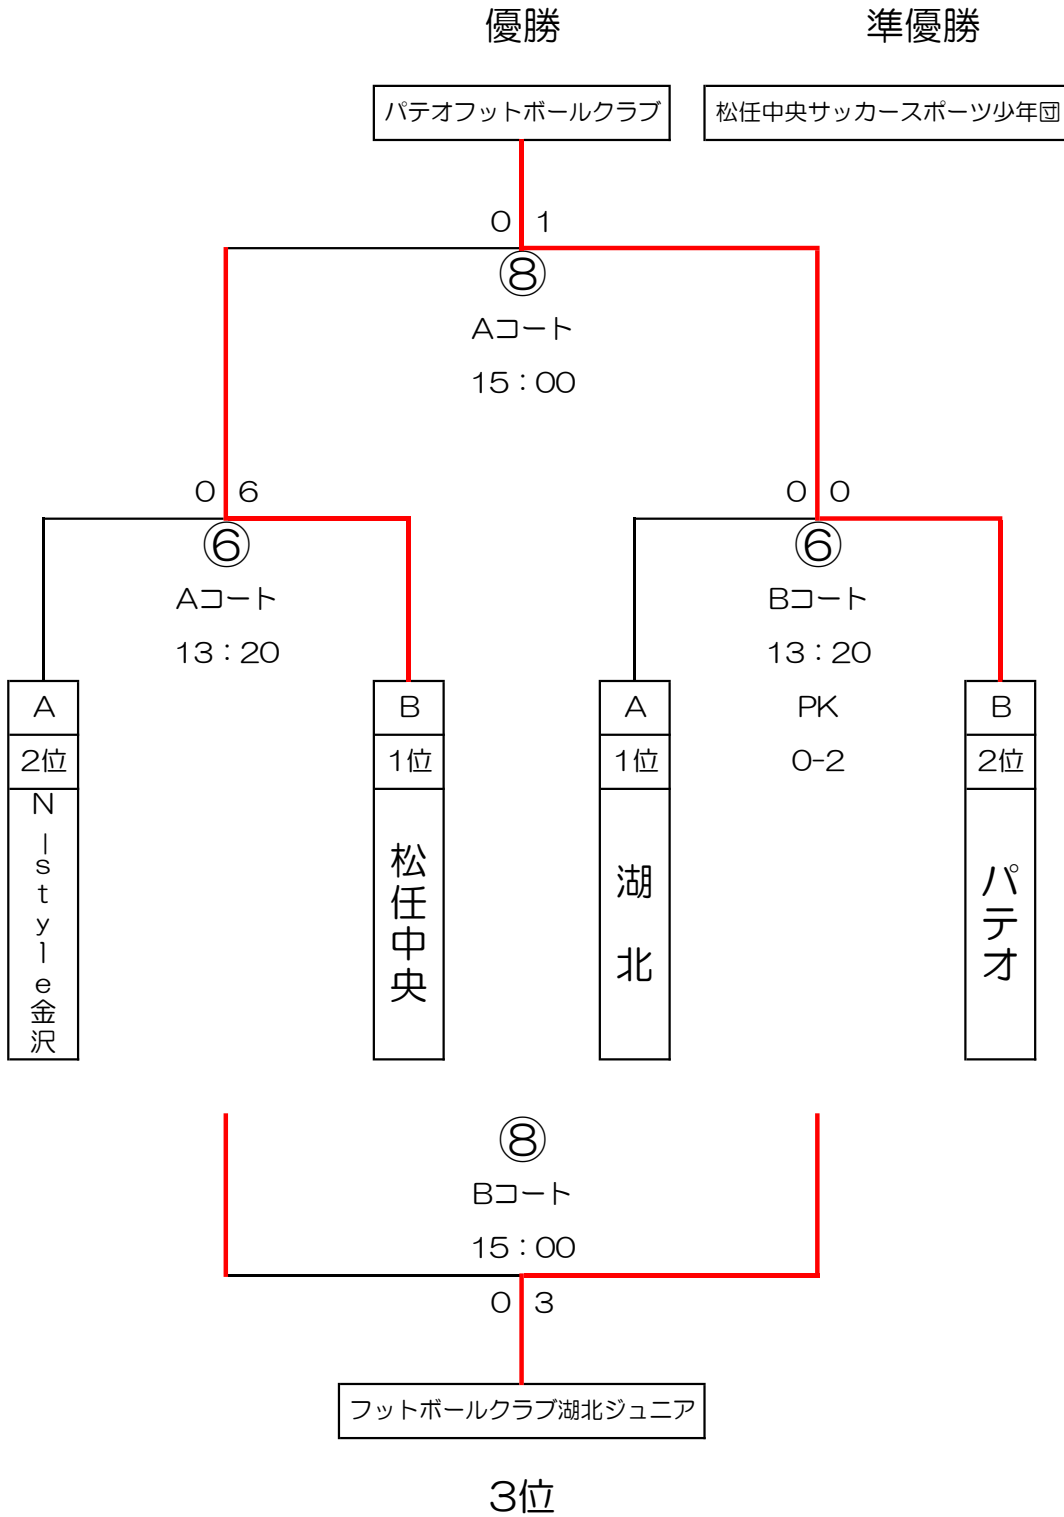 優勝
準優勝
パテオフットボールクラブ
松任中央サッカースポーツ少年団
0 1
⑧
Aコート
15：00
0 6
0 0
⑥
⑥
Aコート
Bコート
13：20
13：20
A
B
A
PK
B
2位
1位
1位
0-2
2位
N－style金沢
松任中央
湖北
パテオ
⑧
Bコート
15：00
0 3
フットボールクラブ湖北ジュニア
3位